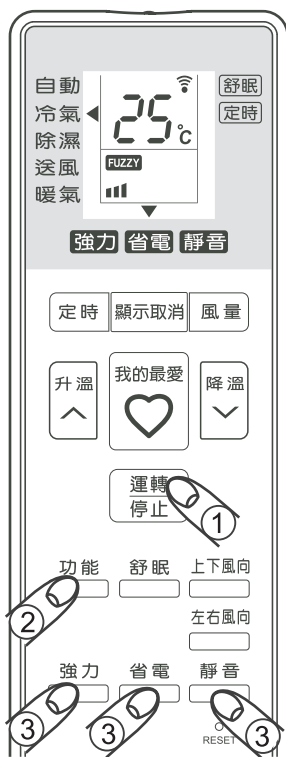 自動
舒眠
冷氣 25℃ 定時
除濕
送風 FUZZY
暖氣
強力 省電 靜音
定時 顯示取消 風量
升溫 我的最愛 降溫
運轉
停止
①
功能 舒眠 上下風向
②
左右風向
強力 省電 靜音
③ ③ ③
RESET